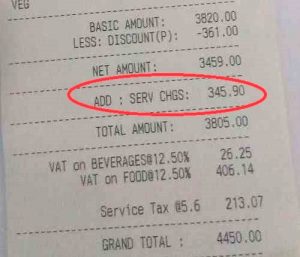 VEG
BASIC AMOUNT: 3820.00
LESS: DISCOUNT(P): -361.00
NET AMOUNT: 3459.00
ADD : SERV CHGS: 345.90
TOTAL AMOUNT: 3805.00
VAT on BEVERAGES@12.50% 26.25
VAT on FOOD@12.50% 406.14
Service Tax @5.6 213.07
GRAND TOTAL : 4450.00